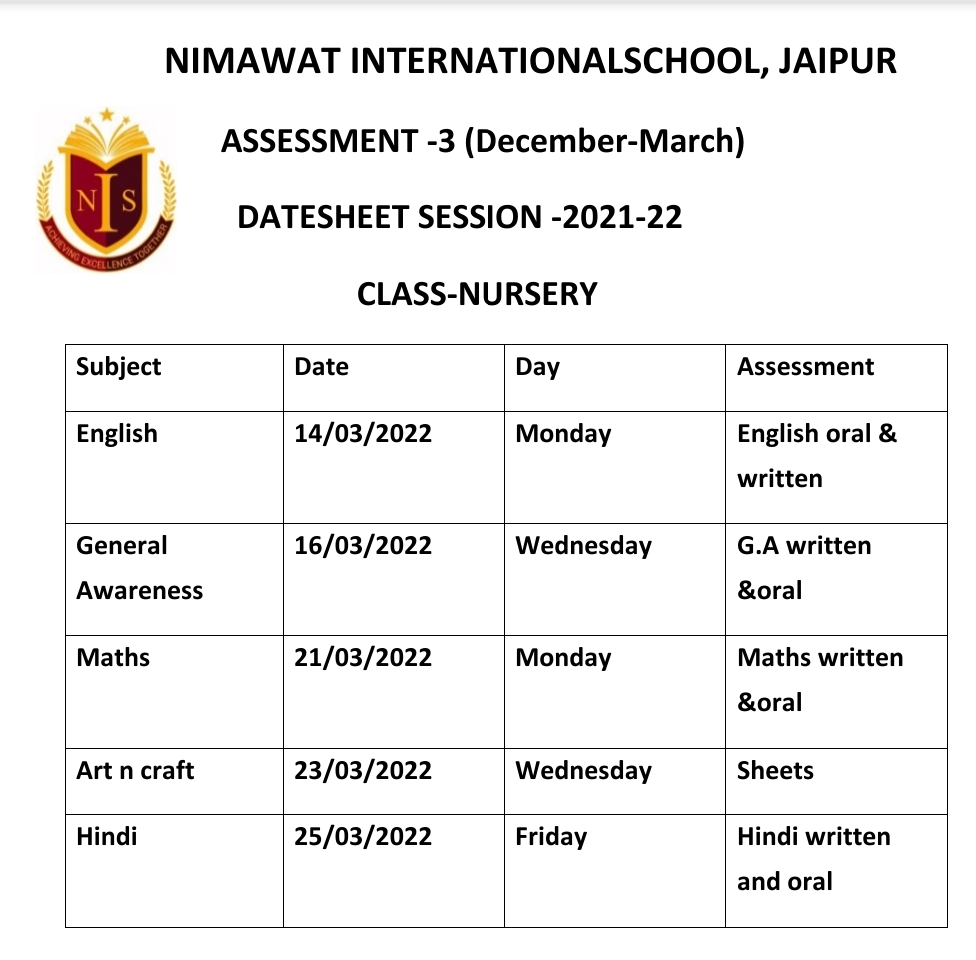 NIMAWAT INTERNATIONALSCHOOL, JAIPUR
ASSESSMENT -3 (December-March)
DATESHEET SESSION -2021-22
CLASS-NURSERY
N I S
ACHIEVING EXCELLENCE TOGETHER
Subject Date Day Assessment
English 14/03/2022 Monday English oral &
written
General 16/03/2022 Wednesday G.A written
Awareness &oral
Maths 21/03/2022 Monday Maths written
&oral
Art n craft 23/03/2022 Wednesday Sheets
Hindi 25/03/2022 Friday Hindi written
and oral